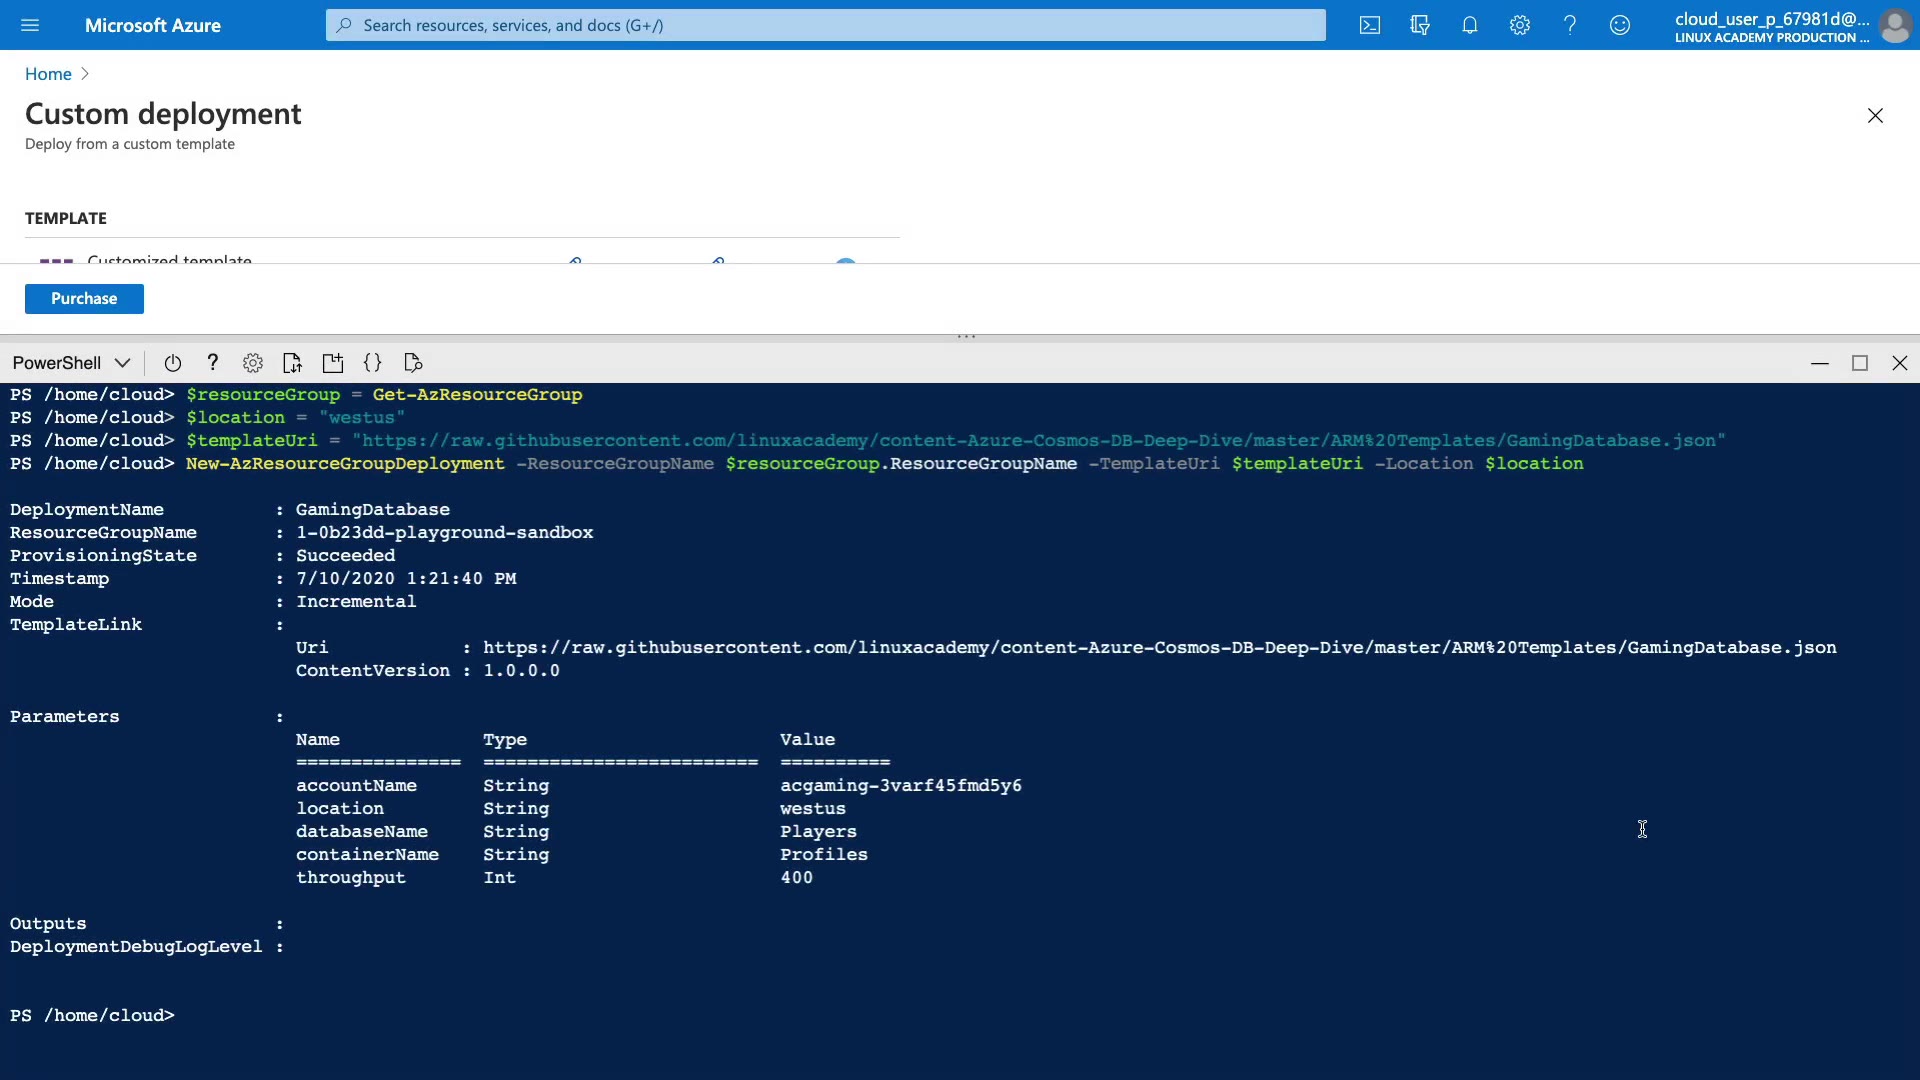 Microsoft Azure
Search resources, services, and docs (G+/)
cloud_user_p_67981d@...
LINUX ACADEMY PRODUCTION ...
Home
Custom deployment
Deploy from a custom template
TEMPLATE
Customized template
Purchase
PowerShell
PS /home/cloud> $resourceGroup = Get-AzResourceGroup
PS /home/cloud> $location = "westus"
PS /home/cloud> $templateUri = "https://raw.githubusercontent.com/linuxacademy/content-Azure-Cosmos-DB-Deep-Dive/master/ARM%20Templates/GamingDatabase.json"
PS /home/cloud> New-AzResourceGroupDeployment -ResourceGroupName $resourceGroup.ResourceGroupName -TemplateUri $templateUri -Location $location
DeploymentName : GamingDatabase
ResourceGroupName : 1-0b23dd-playground-sandbox
ProvisioningState : Succeeded
Timestamp : 7/10/2020 1:21:40 PM
Mode : Incremental
TemplateLink :
Uri : https://raw.githubusercontent.com/linuxacademy/content-Azure-Cosmos-DB-Deep-Dive/master/ARM%20Templates/GamingDatabase.json
ContentVersion : 1.0.0.0
Parameters :
Name Type Value
=============== ========================= ==========
accountName String acgaming-3varf45fmd5y6
location String westus
databaseName String Players
containerName String Profiles
throughput Int 400
Outputs :
DeploymentDebugLogLevel :
PS /home/cloud>